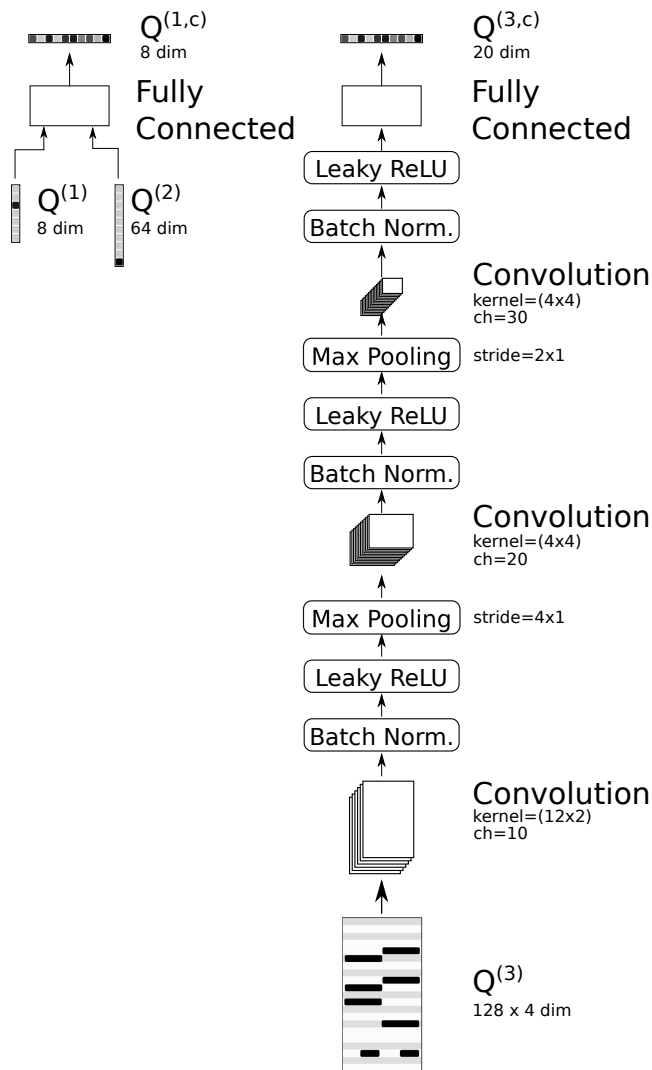 Q(1,c)
8 dim
Fully
Connected
Q(1)
8 dim
Q(2)
64 dim
Q(3,c)
20 dim
Fully
Connected
Leaky ReLU
Batch Norm.
Convolution
kernel=(4x4)
ch=30
Max Pooling
stride=2x1
Leaky ReLU
Batch Norm.
Convolution
kernel=(4x4)
ch=20
Max Pooling
stride=4x1
Leaky ReLU
Batch Norm.
Convolution
kernel=(12x2)
ch=10
Q(3)
128 x 4 dim